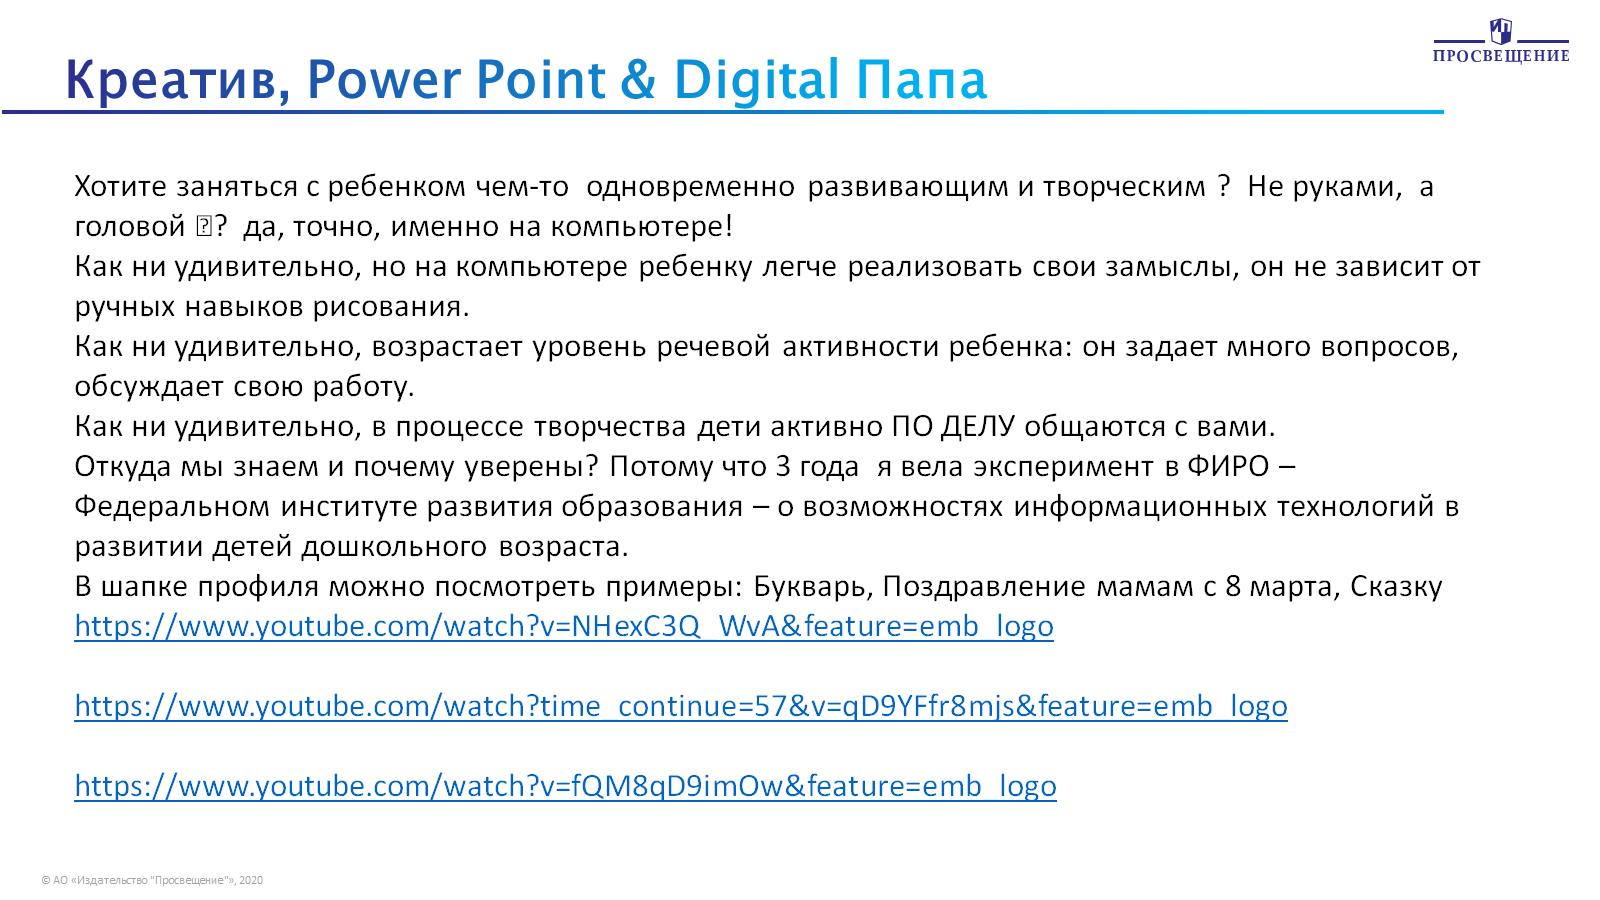 ПРОСВЕЩЕНИЕ
Креатив, Power Point & Digital Папа
Хотите заняться с ребенком чем-то одновременно развивающим и творческим ? Не руками, а
головой ? да, точно, именно на компьютере!
Как ни удивительно, но на компьютере ребенку легче реализовать свои замыслы, он не зависит от
ручных навыков рисования.
Как ни удивительно, возрастает уровень речевой активности ребенка: он задает много вопросов,
обсуждает свою работу.
Как ни удивительно, в процессе творчества дети активно ПО ДЕЛУ общаются с вами.
Откуда мы знаем и почему уверены? Потому что 3 года я вела эксперимент в ФИРО –
Федеральном институте развития образования – о возможностях информационных технологий в
развитии детей дошкольного возраста.
В шапке профиля можно посмотреть примеры: Букварь, Поздравление мамам с 8 марта, Сказку
https://www.youtube.com/watch?v=NHexC3Q_WvA&feature=emb_logo
https://www.youtube.com/watch?time_continue=57&v=qD9YFfr8mjs&feature=emb_logo
https://www.youtube.com/watch?v=fQM8qD9imOw&feature=emb_logo
© АО «Издательство "Просвещение"», 2020